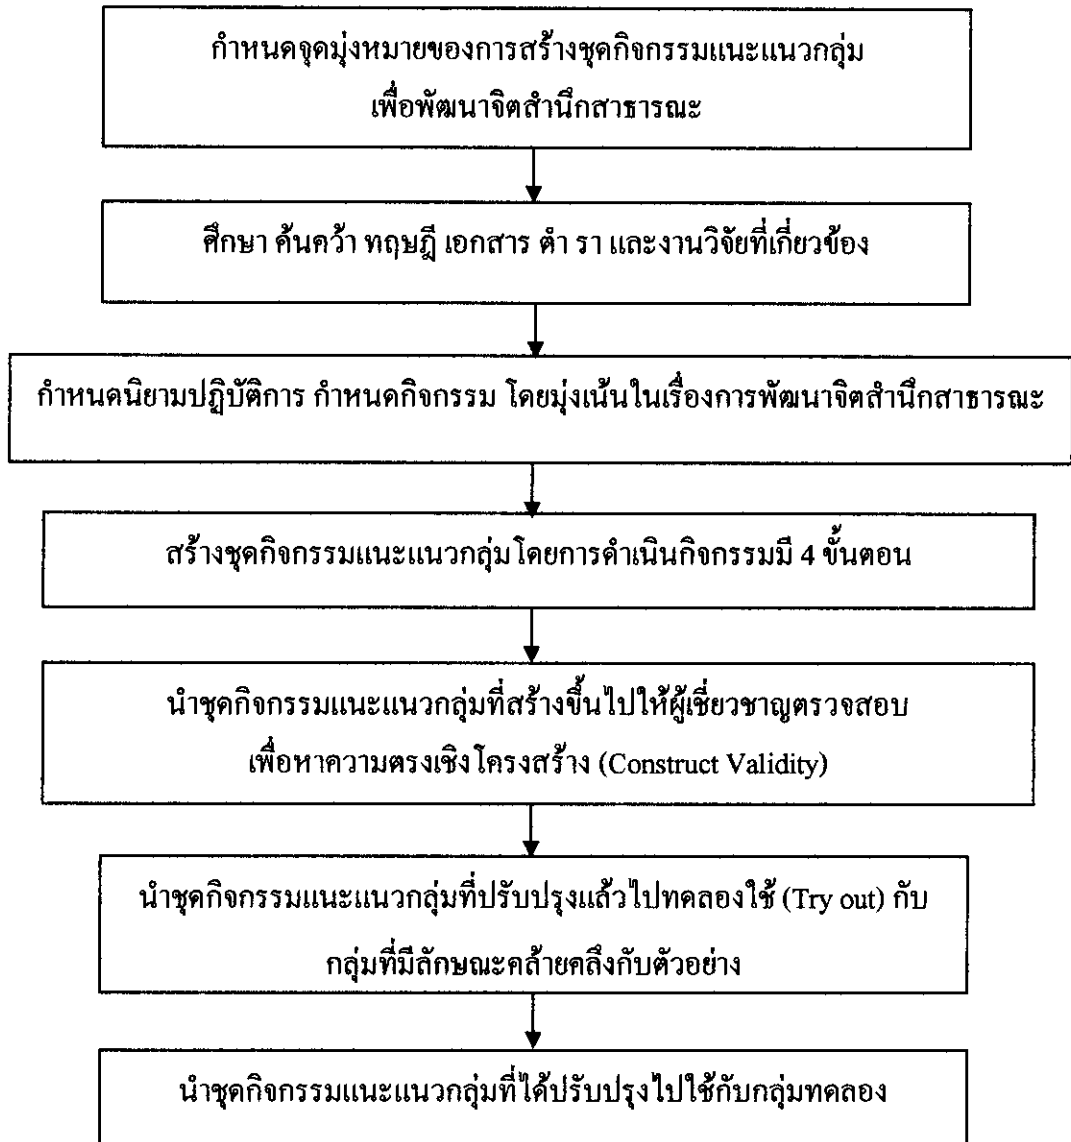 กำหนดจุดมุ่งหมายของการสร้างชุดกิจกรรมแนะแนวกลุ่ม
เพื่อพัฒนาจิตสำนึกสาธารณะ
ศึกษา ค้นคว้า ทฤษฎี เอกสาร ตำ รา และงานวิจัยที่เกี่ยวข้อง
กำหนดนิยามปฏิบัติการ กำหนดกิจกรรม โดยมุ่งเน้นในเรื่องการพัฒนาจิตสำนึกสาธารณะ
สร้างชุดกิจกรรมแนะแนวกลุ่มโดยการดำเนินกิจกรรมมี 4 ขั้นตอน
นำชุดกิจกรรมแนะแนวกลุ่มที่สร้างขึ้นไปให้ผู้เชี่ยวชาญตรวจสอบ
เพื่อหาความตรงเชิงโครงสร้าง (Construct Validity)
นำชุดกิจกรรมแนะแนวกลุ่มที่ปรับปรุงแล้วไปทดลองใช้ (Try out) กับ
กลุ่มที่มีลักษณะคล้ายคลึงกับตัวอย่าง
นำชุดกิจกรรมแนะแนวกลุ่มที่ได้ปรับปรุงไปใช้กับกลุ่มทดลอง